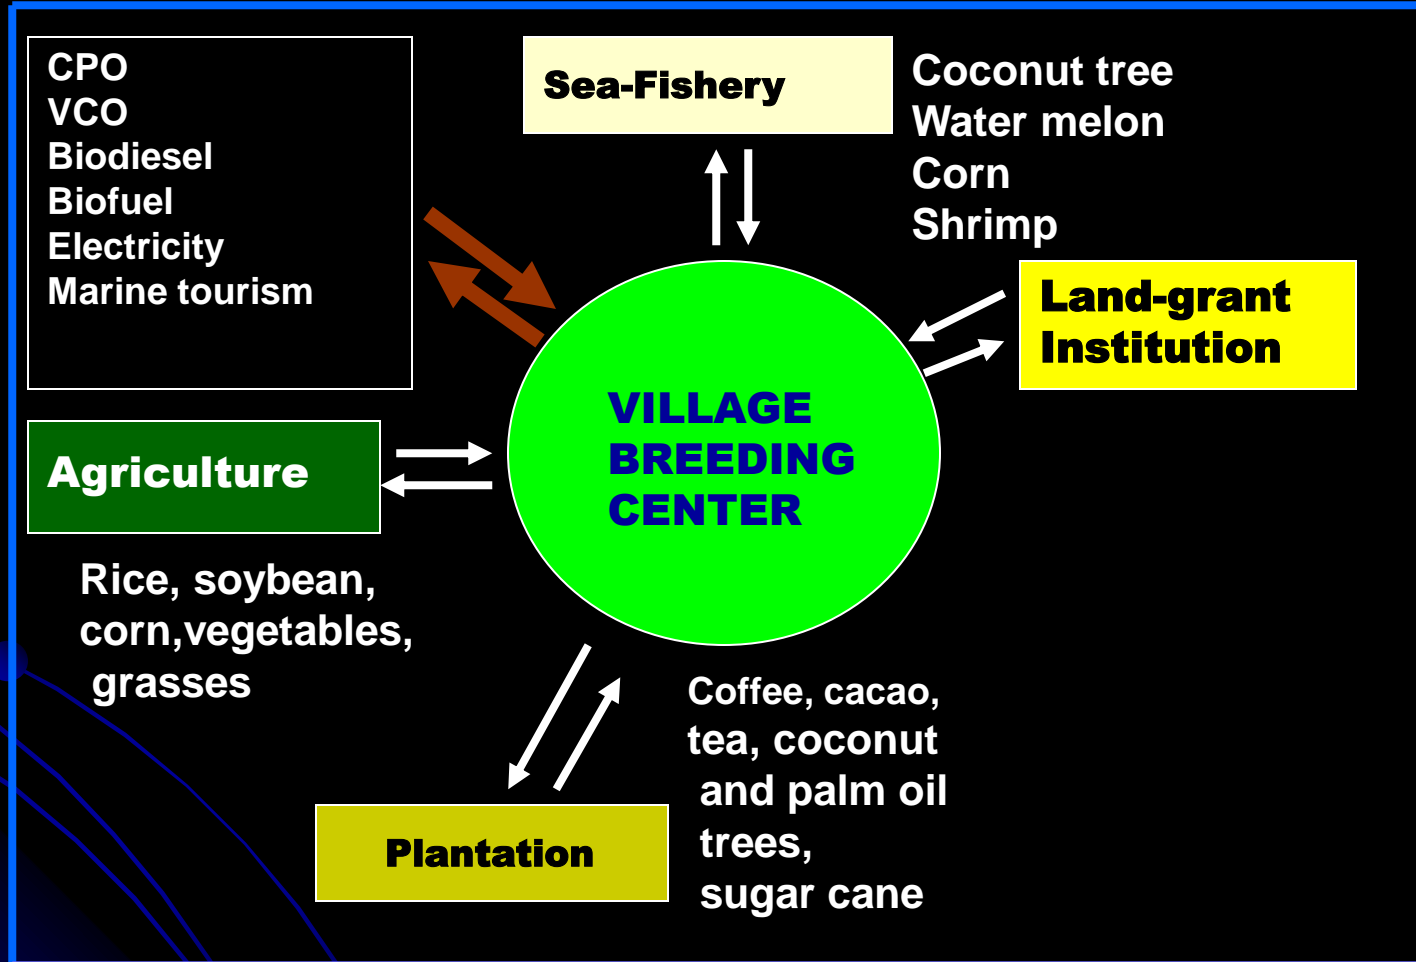 CPO
VCO
Biodiesel
Biofuel
Electricity
Marine tourism
Sea-Fishery
Coconut tree
Water melon
Corn
Shrimp
Land-grant
Institution
VILLAGE
BREEDING
CENTER
Agriculture
Rice, soybean,
corn,vegetables,
grasses
Coffee, cacao,
tea, coconut
and palm oil
trees,
sugar cane
Plantation